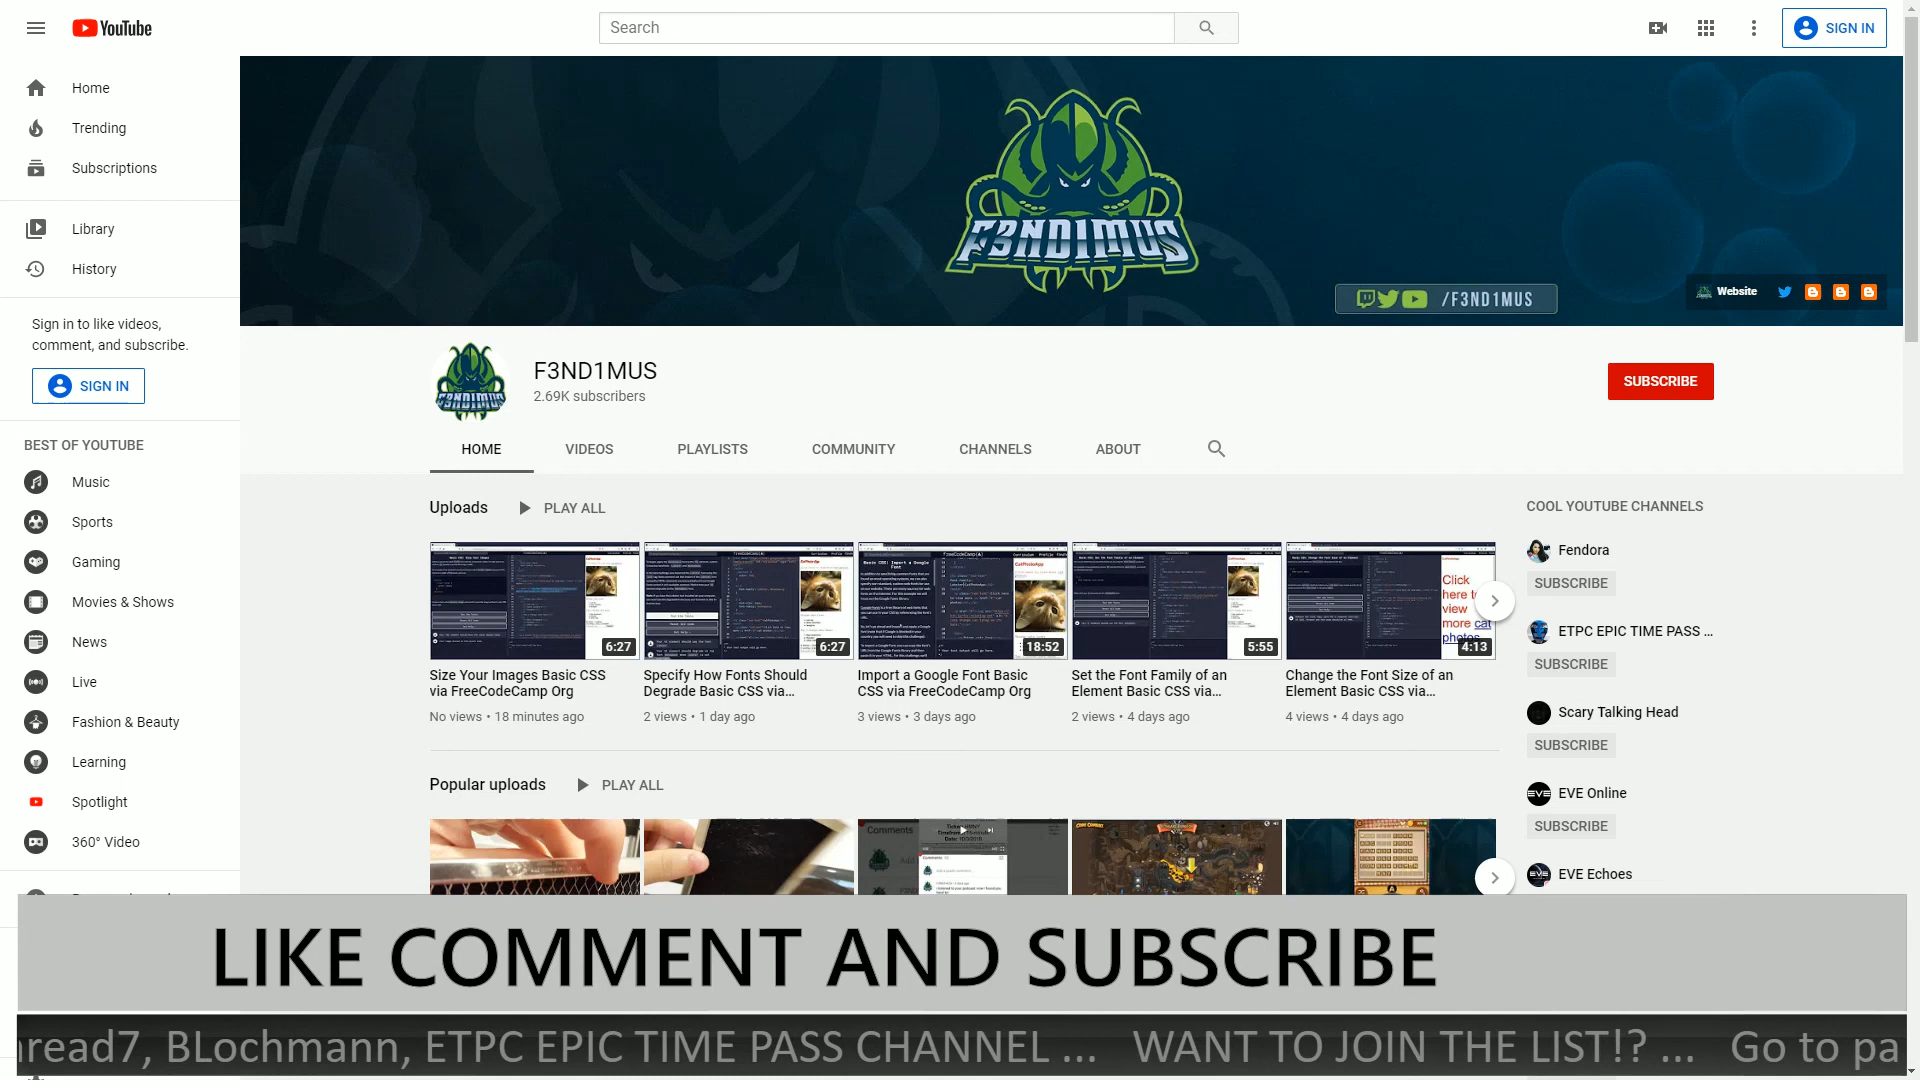 YouTube
Search
SIGN IN
Home
Trending
Subscriptions
Library
History
Sign in to like videos,
comment, and subscribe.
SIGN IN
BEST OF YOUTUBE
Music
Sports
Gaming
Movies & Shows
News
Live
Fashion & Beauty
Learning
Spotlight
360° Video
F3ND1MUS
/F3ND1MUS
Website
F3ND1MUS
2.69K subscribers
SUBSCRIBE
HOME VIDEOS PLAYLISTS COMMUNITY CHANNELS ABOUT
Uploads PLAY ALL
6:27
Size Your Images Basic CSS
via FreeCodeCamp Org
No views • 18 minutes ago
6:27
Specify How Fonts Should
Degrade Basic CSS via...
2 views • 1 day ago
18:52
Import a Google Font Basic
CSS via FreeCodeCamp Org
3 views • 3 days ago
5:55
Set the Font Family of an
Element Basic CSS via...
2 views • 4 days ago
Click
here to
view
more cat
photos
4:13
Change the Font Size of an
Element Basic CSS via...
4 views • 4 days ago
Popular uploads PLAY ALL
Comments
COOL YOUTUBE CHANNELS
Fendora
SUBSCRIBE
ETPC EPIC TIME PASS ...
SUBSCRIBE
Scary Talking Head
SUBSCRIBE
EVE Online
SUBSCRIBE
EVE Echoes
LIKE COMMENT AND SUBSCRIBE
read7, BLochmann, ETPC EPIC TIME PASS CHANNEL ... WANT TO JOIN THE LIST!? ... Go to pa